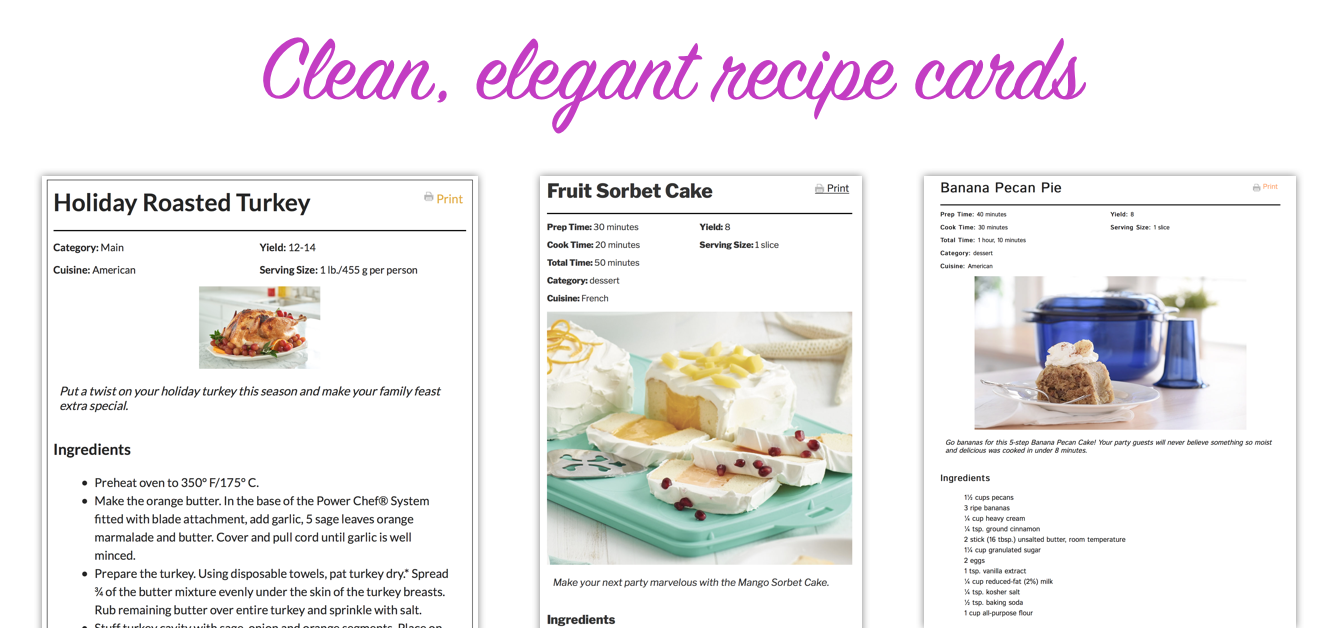 Clean, elegant recipe cards
Holiday Roasted Turkey
Print
Category: Main
Yield: 12-14
Cuisine: American
Serving Size: 1 lb./455 g per person
Put a twist on your holiday turkey this season and make your family feast
extra special.
Ingredients
Preheat oven to 350° F/175° C.
Make the orange butter. In the base of the Power Chef® System
fitted with blade attachment, add garlic, 5 sage leaves orange
marmalade and butter. Cover and pull cord until garlic is well
minced.
Prepare the turkey. Using disposable towels, pat turkey dry.* Spread
¾ of the butter mixture evenly under the skin of the turkey breasts.
Rub remaining butter over entire turkey and sprinkle with salt.
Stuff turkey cavity with sage, onion and orange segments. Place on
Fruit Sorbet Cake
Print
Prep Time: 30 minutes
Yield: 8
Cook Time: 20 minutes
Serving Size: 1 slice
Total Time: 50 minutes
Category: dessert
Cuisine: French
Make your next party marvelous with the Mango Sorbet Cake.
Ingredients
Banana Pecan Pie
Print
Prep Time: 40 minutes
Yield: 8
Cook Time: 30 minutes
Serving Size: 1 slice
Total Time: 1 hour, 10 minutes
Category: dessert
Cuisine: American
Go bananas for this 5-step Banana Pecan Cake! Your party guests will never believe something so moist
and delicious was cooked in under 8 minutes.
Ingredients
1½ cups pecans
3 ripe bananas
cup heavy cream
tsp. ground cinnamon
2 stick (16 tbsp.) unsalted butter, room temperature
cup granulated sugar
2 eggs
1 tsp. vanilla extract
cup reduced-fat (2%) milk
tsp. kosher salt
½ tsp. baking soda
1 cup all-purpose flour